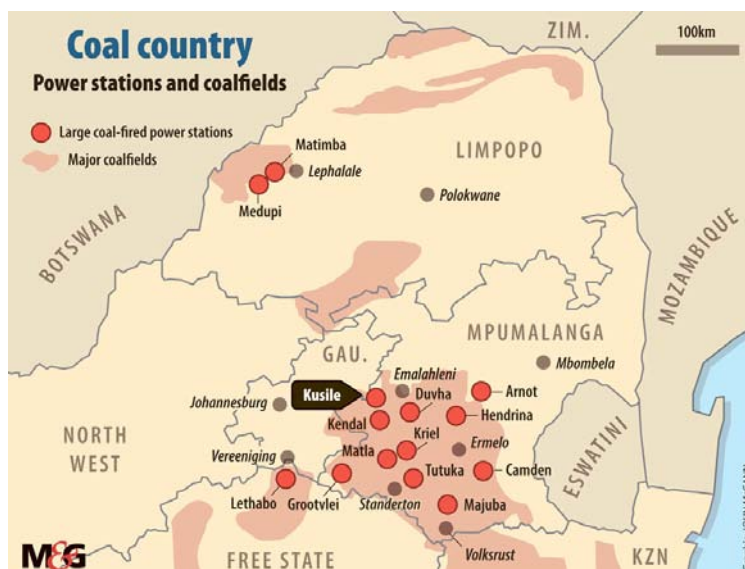 Coal country
Power stations and coalfields
Large coal-fired power stations
Major coalfields
ZIM.
100km
Matimba
Lephalale
Medupi
LIMPOPO
Polokwane
BOTSWANA
MOZAMBIQUE
MPUMALANGA
GAU.
Mbombela
Emalahleni
Kusile
Duvha
Arnot
Johannesburg
Kendal
Hendrina
NORTH
WEST
Kriel
Ermelo
Vereeniging
Matla
ESWATINI
Tutuka
Camden
Lethabo
Grootvlei
Standerton
Majuba
Volksrust
M&G
FREE STATE
KZN